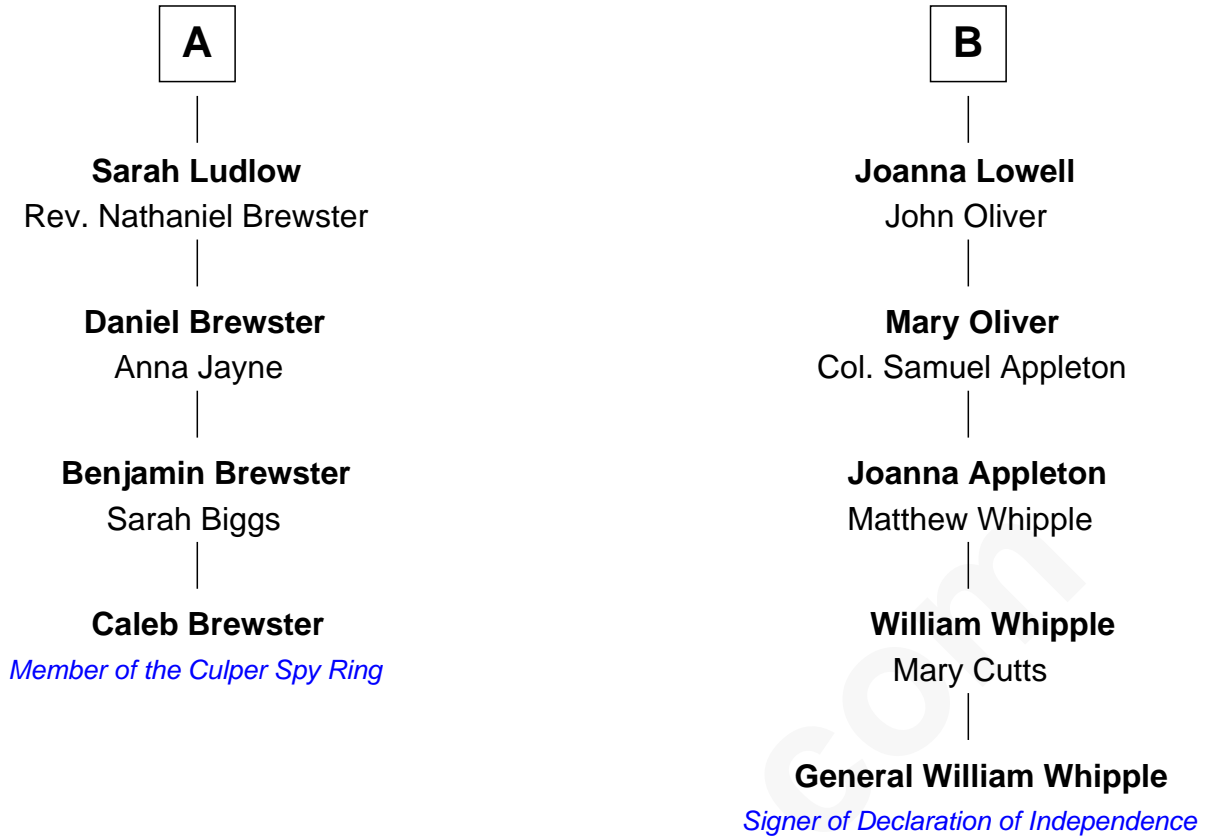 A
Sarah Ludlow
Rev. Nathaniel Brewster
Daniel Brewster
Anna Jayne
Benjamin Brewster
Sarah Biggs
Caleb Brewster
Member of the Culper Spy Ring
B
Joanna Lowell
John Oliver
Mary Oliver
Col. Samuel Appleton
Joanna Appleton
Matthew Whipple
William Whipple
Mary Cutts
General William Whipple
Signer of Declaration of Independence
com